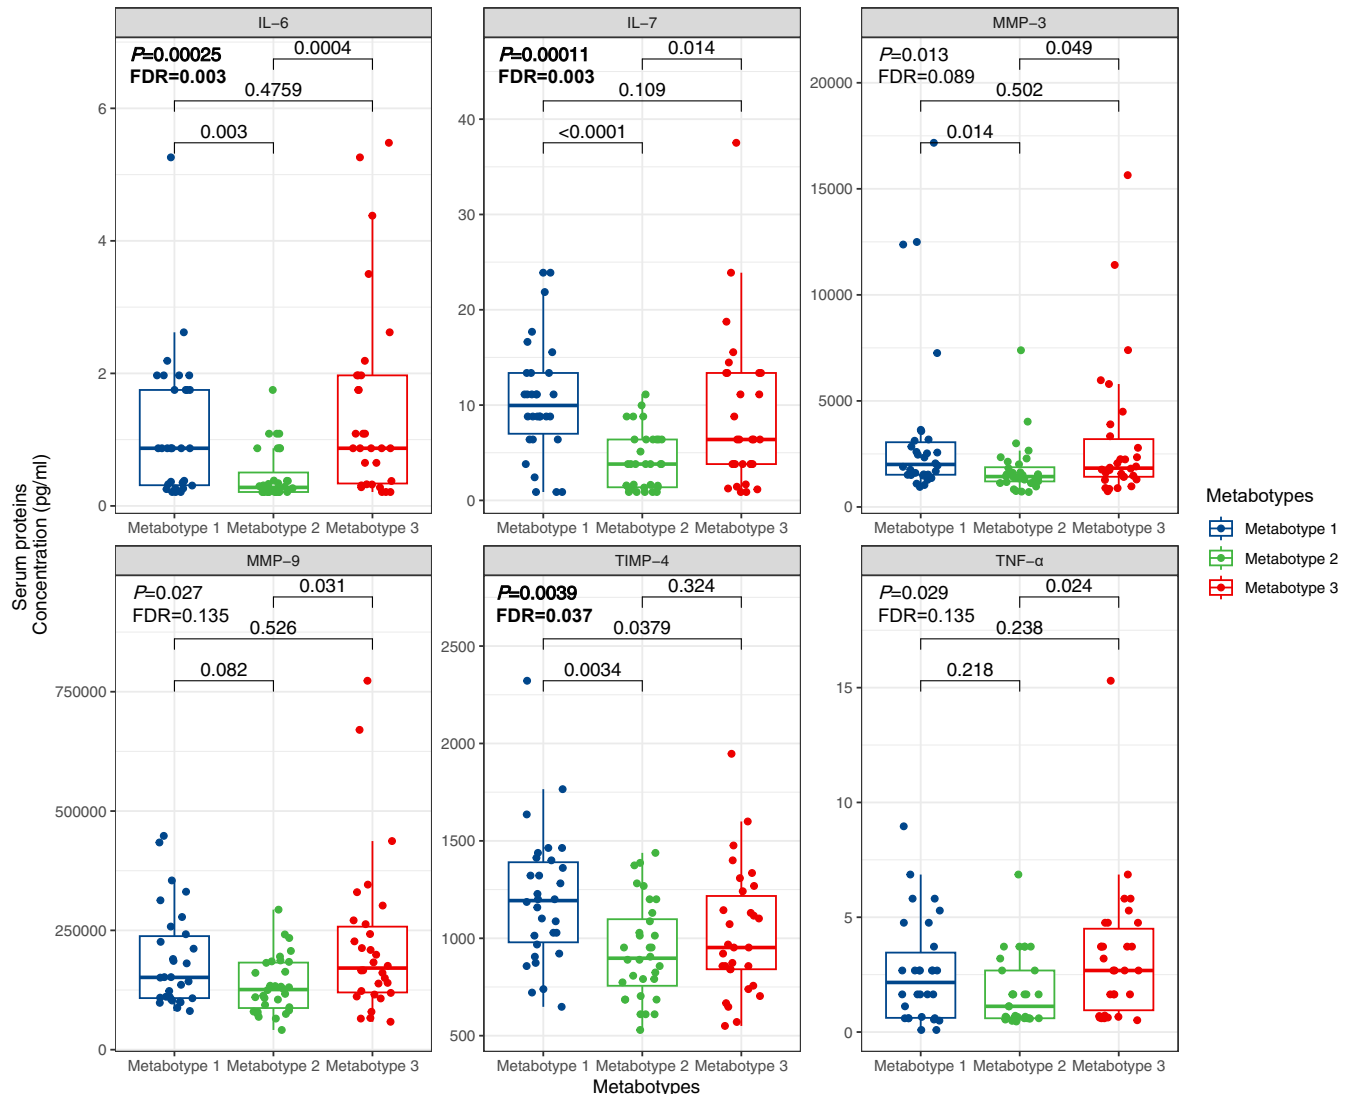 IL−6
P=0.00025
FDR=0.003
0.0004
0.4759
0.003
6
4
2
0
Metabotype 1 Metabotype 2 Metabotype 3
IL−7
P=0.00011
FDR=0.003
0.014
0.109
<0.0001
40
30
20
10
0
Metabotype 1 Metabotype 2 Metabotype 3
MMP−3
P=0.013
FDR=0.089
0.049
0.502
0.014
20000
15000
10000
5000
0
Metabotype 1 Metabotype 2 Metabotype 3
MMP−9
P=0.027
FDR=0.135
0.031
0.526
0.082
750000
500000
250000
0
Metabotype 1 Metabotype 2 Metabotype 3
TIMP−4
P=0.0039
FDR=0.037
0.324
0.0379
0.0034
2500
2000
1500
1000
500
Metabotype 1 Metabotype 2 Metabotype 3
TNF−α
P=0.029
FDR=0.135
0.024
0.238
0.218
15
10
5
0
Metabotype 1 Metabotype 2 Metabotype 3
Serum proteins
Concentration (pg/ml)
Metabotypes
Metabotypes
Metabotype 1
Metabotype 2
Metabotype 3